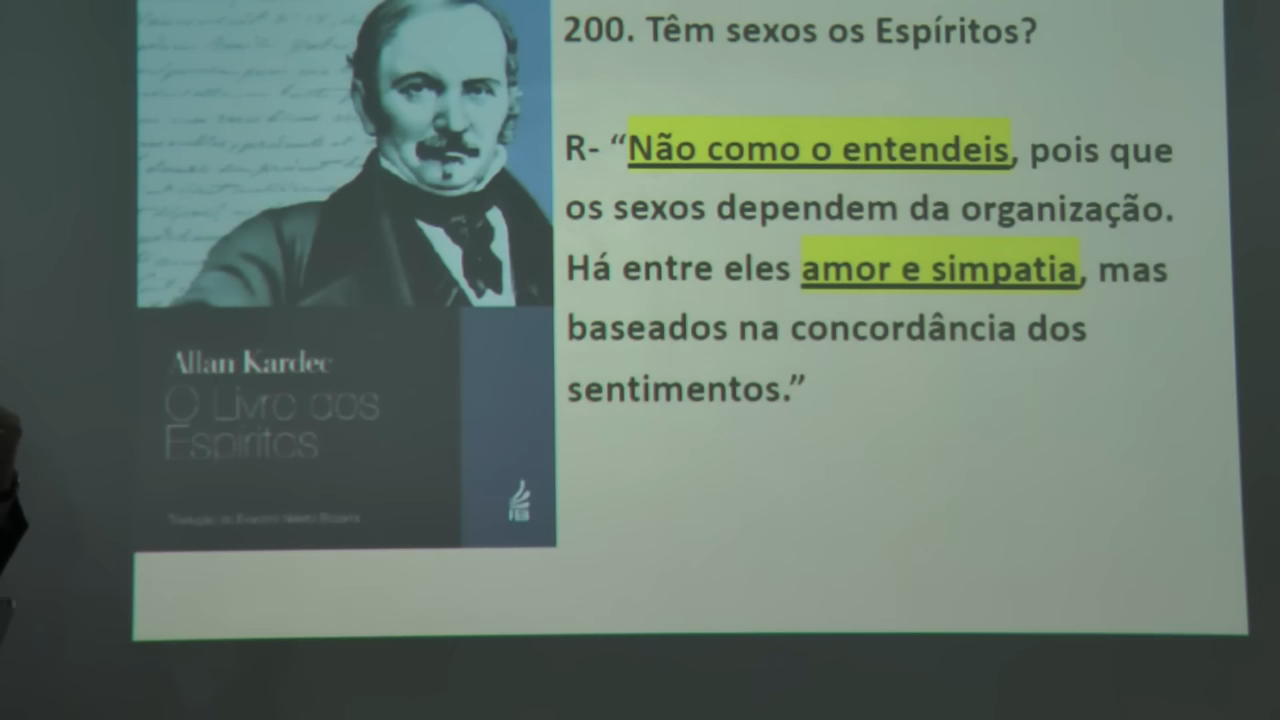 200. Têm sexos os Espíritos?
R- “Não como o entendeis, pois que
os sexos dependem da organização.
Há entre eles amor e simpatia, mas
baseados na concordância dos
sentimentos.”
Allan Kardec
O Livro dos
Espíritos
FEB